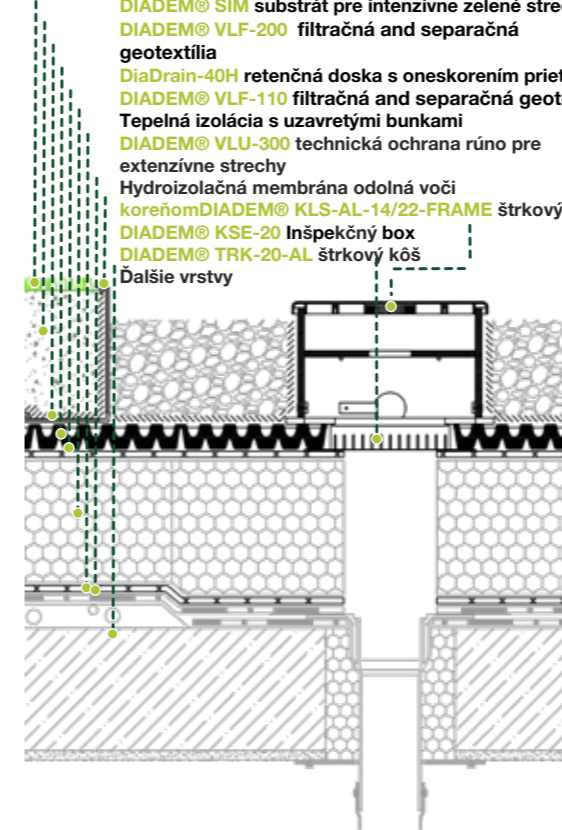 DIADEM® SIM substrát pre intenzívne zelené
DIADEM® VLF-200 filtračná and separačná
geotextília
DiaDrain-40H retenčná doska s oneskorením
DIADEM® VLF-110 filtračná and separačná
Tepelná izolácia s uzavretými bunkami
DIADEM® VLU-300 technická ochrana rúno pre
extenzívne strechy
Hydroizolačná membrána odolná voči
koreňomDIADEM® KLS-AL-14/22-FRAME štrkový
DIADEM® KSE-20 Inšpekčný box
DIADEM® TRK-20-AL štrkový kôš
Ďalšie vrstvy